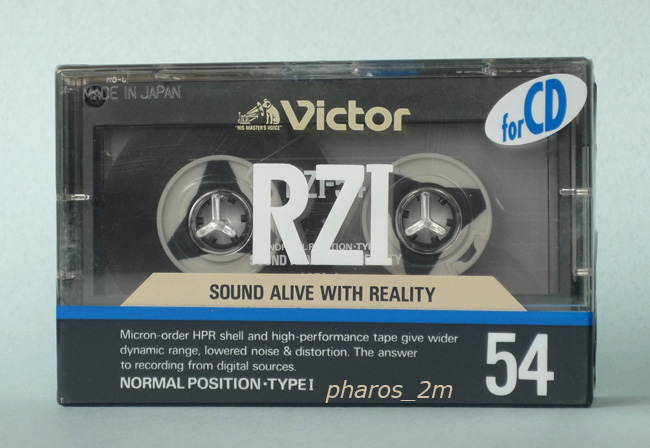 MADE IN JAPAN
Victor
"HIS MASTER'S VOICE"
for CD
RZI
SOUND ALIVE WITH REALITY
Micron-order HPR shell and high-performance tape give wider
dynamic range, lowered noise & distortion. The answer
to recording from digital sources.
NORMAL POSITION·TYPE I
54
pharos_2m